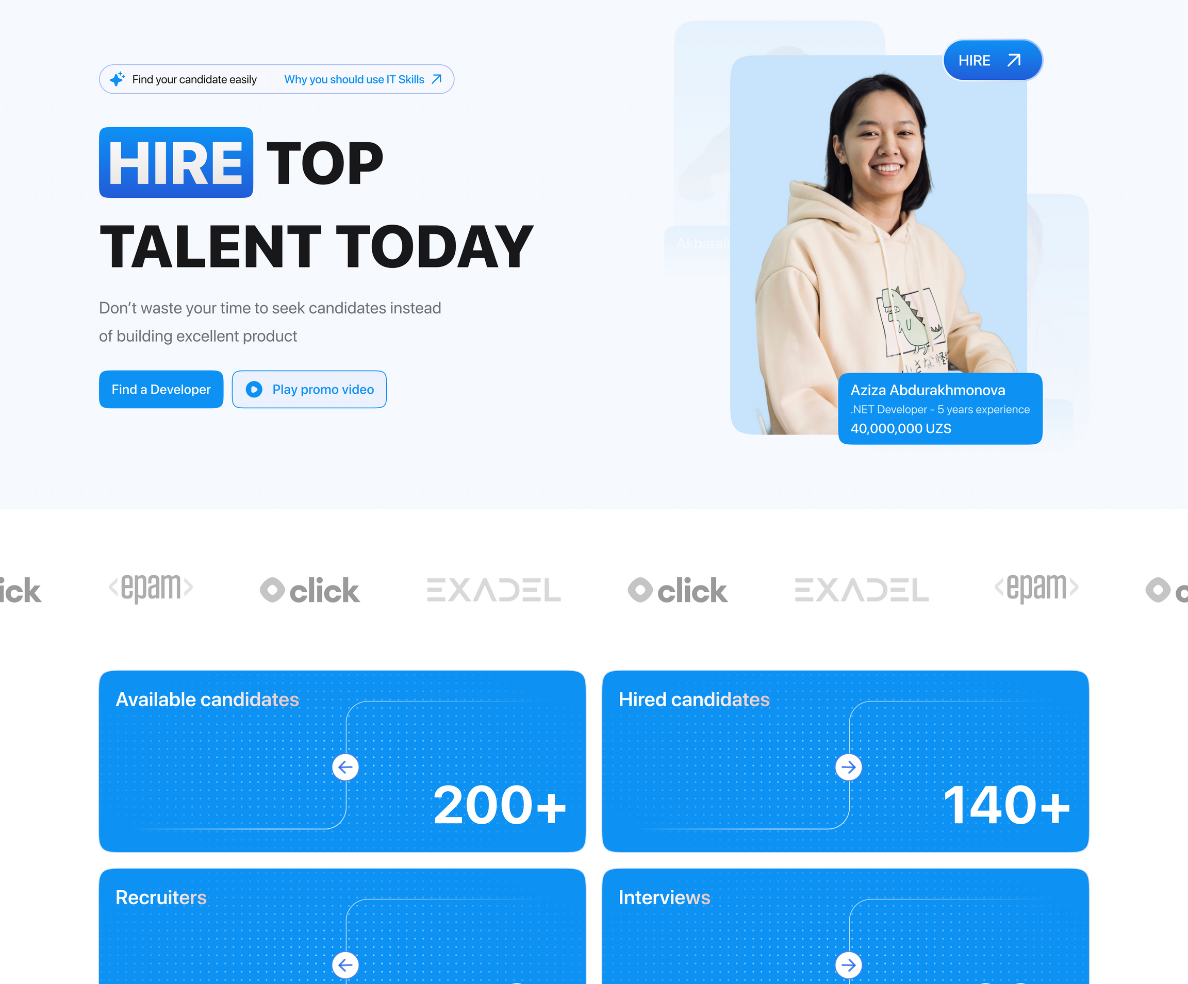 Find your candidate easily Why you should use IT Skills
HIRE TOP
TALENT TODAY
Don't waste your time to seek candidates instead
of building excellent product
Find a Developer Play promo video
HIRE
Aziza Abdurakhmonova
.NET Developer - 5 years experience
40,000,000 UZS
ick <epam> click EXADEL click EXADEL <epam> c
Available candidates
200+
Hired candidates
140+
Recruiters
Interviews